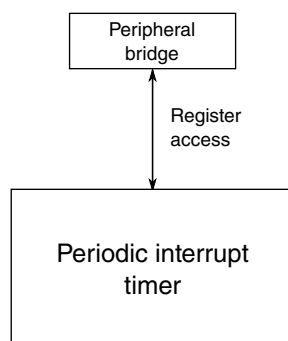 Peripheral
bridge
Register
access
Periodic interrupt
timer